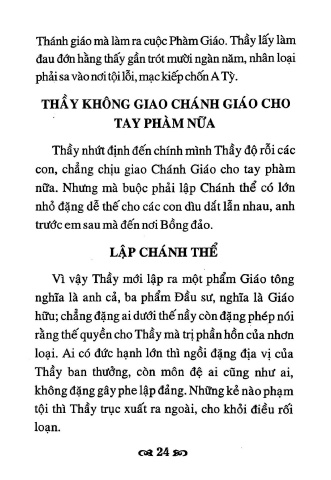 Thánh giáo mà làm ra cuộc Phàm Giáo. Thầy lấy làm
đau đớn hằng thấy gần trót mười ngàn năm, nhân loại
phải sa vào nơi tội lỗi, mạc kiếp chốn A Tỳ.
THẦY KHÔNG GIAO CHÁNH GIÁO CHO
TAY PHÀM NỮA
Thầy nhứt định đến chính mình Thầy độ rỗi các
con, chẳng chịu giao Chánh Giáo cho tay phàm
nữa. Nhưng mà buộc phải lập Chánh thể có lớn
nhỏ đặng dễ thế cho các con dìu dắt lẫn nhau, anh
trước em sau mà đến nơi Bồng đảo.
LẬP CHÁNH THỂ
Vì vậy Thầy mới lập ra một phẩm Giáo tông
nghĩa là anh cả, ba phẩm Đầu sư, nghĩa là Giáo
hữu; chẳng đặng ai dưới thế nầy còn đặng phép nói
rằng thế quyền cho Thầy mà trị phần hồn của nhơn
loại. Ai có đức hạnh lớn thì ngồi đặng địa vị của
Thầy ban thưởng, còn môn đệ ai cũng như ai,
không đặng gây phe lập đảng. Những kẻ nào phạm
tội thì Thầy trục xuất ra ngoài, cho khỏi điều rối
loạn.
24